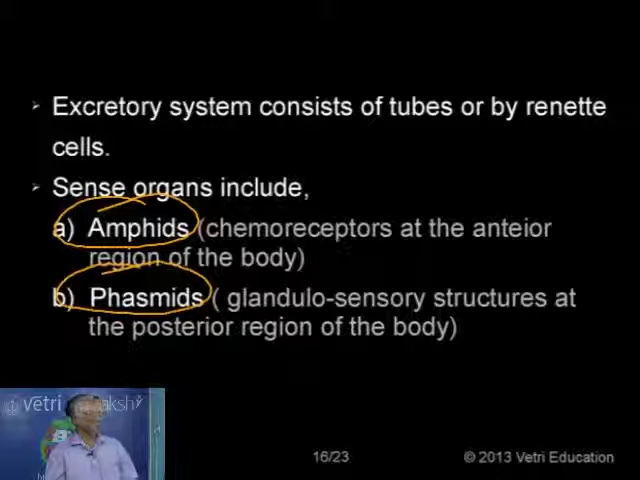 Excretory system consists of tubes or by renette
cells.
Sense organs include,
a) Amphids (chemoreceptors at the anteior
region of the body)
b) Phasmids ( glandulo-sensory structures at
the posterior region of the body)
vetri
16/23
© 2013 Vetri Education